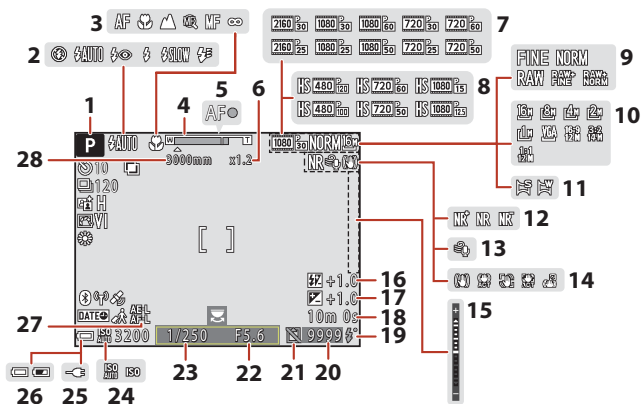 3 AF MF ∞
2 AUTO SLOW
7 2160 30 1080 30 1080 60 720 30 720 60
2160 25 1080 25 1080 50 720 25 720 50
8 HS 480 120 HS 720 60 HS 1080 15
HS 480 100 HS 720 50 HS 1080 12.5
9 FINE NORM
RAW RAW+ FINE RAW+ NORM
10 16M 8M 4M 2M
1M VGA 16:9 12M 3:2 14M
1:1 12M
11
1 4 5 6
AF●
P AUTO W T 1080 30 NORM 16M
28 3000mm x1.2
10 NR
120
H
VI
12 NR+ NR NR-
13
14
15 + -
+1.0 16
+1.0 17
10m 0s 18
DATE AE/AF-L
27
3200 1/250 F5.6 9999 19
26 25 24 ISO AUTO ISO 23 22 21 20